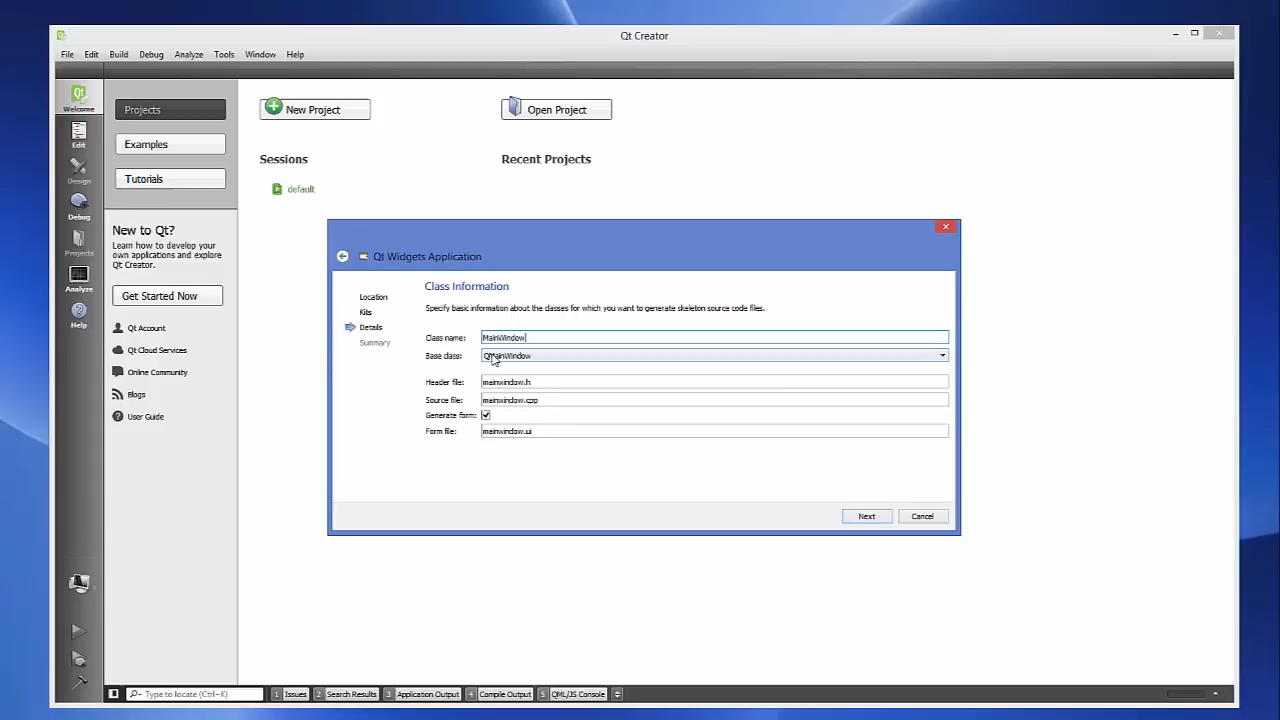 Qt Creator
File Edit Build Debug Analyze Tools Window Help
Welcome
Edit
Design
Debug
Projects
Analyze
Help
Projects
Examples
Tutorials
New to Qt?
Learn how to develop your
own applications and explore
Qt Creator.
Get Started Now
Qt Account
Qt Cloud Services
Online Community
Blogs
User Guide
New Project
Open Project
Sessions
Recent Projects
default
Qt Widgets Application
Location
Kits
Details
Summary
Class Information
Specify basic information about the classes for which you want to generate skeleton source code files.
Class name: MainWindow
Base class: QMainWindow
Header file: mainwindow.h
Source file: mainwindow.cpp
Generate form:
Form file: mainwindow.ui
Next Cancel
Type to locate (Ctrl+K) 1 Issues 2 Search Results 3 Application Output 4 Compile Output 5 QML/JS Console